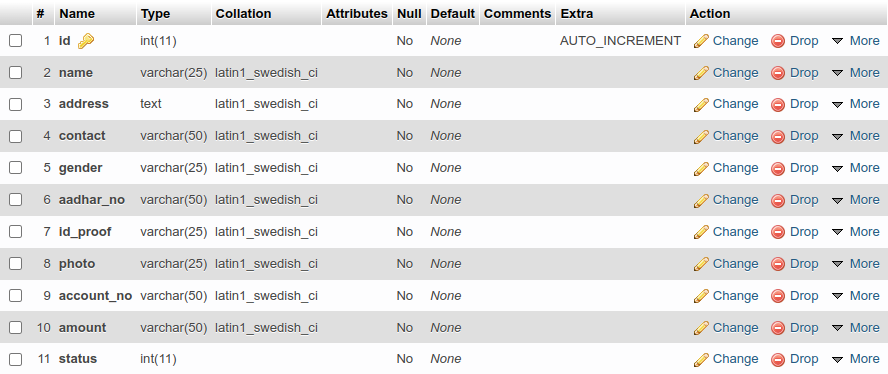 # Name Type Collation Attributes Null Default Comments Extra Action
1 id int(11) No None AUTO_INCREMENT Change Drop More
2 name varchar(25) latin1_swedish_ci No None Change Drop More
3 address text latin1_swedish_ci No None Change Drop More
4 contact varchar(50) latin1_swedish_ci No None Change Drop More
5 gender varchar(25) latin1_swedish_ci No None Change Drop More
6 aadhar_no varchar(50) latin1_swedish_ci No None Change Drop More
7 id_proof varchar(25) latin1_swedish_ci No None Change Drop More
8 photo varchar(25) latin1_swedish_ci No None Change Drop More
9 account_no varchar(50) latin1_swedish_ci No None Change Drop More
10 amount varchar(50) latin1_swedish_ci No None Change Drop More
11 status int(11) No None Change Drop More